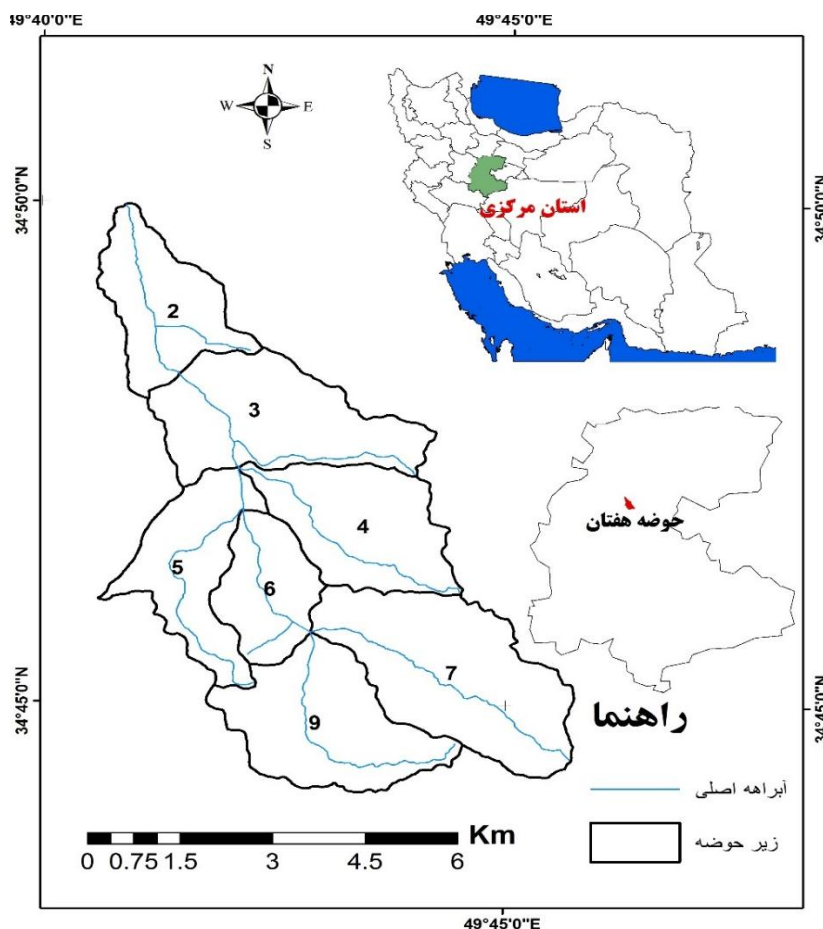 49°40'0"E 49°45'0"E
N
W E
S
34°50'0"N 34°50'0"N
استان مرکزی
2
3
4
5
6
7
9
حوضه هفتان
34°45'0"N 34°45'0"N
راهنما
آبراهه اصلی
زیر حوضه
Km
0 0.75 1.5 3 4.5 6
49°45'0"E